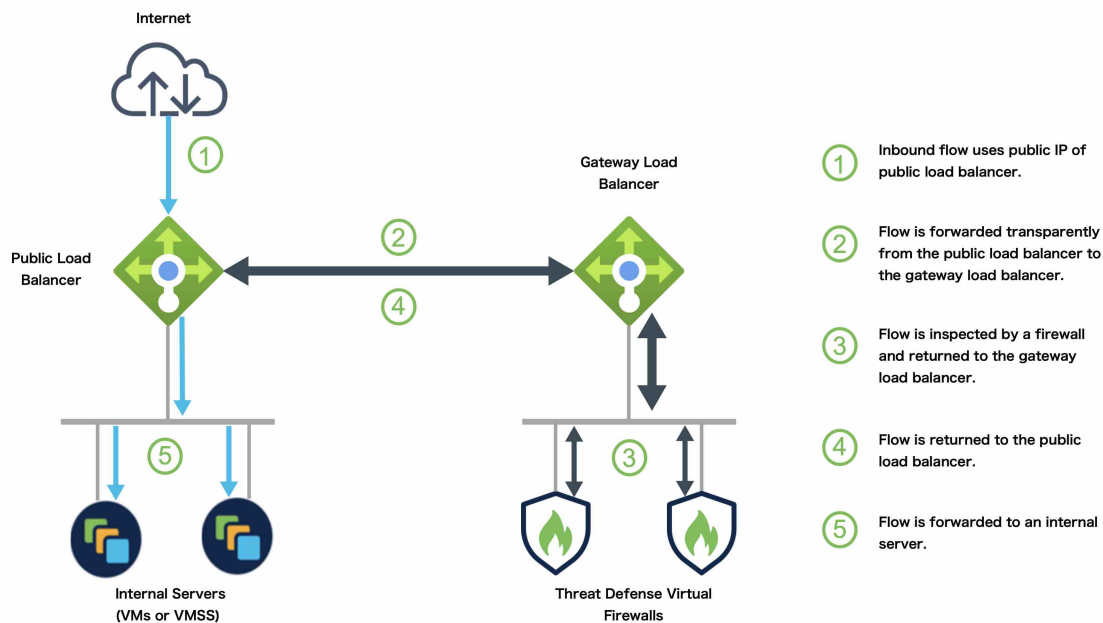 Internet
1
Gateway Load
Balancer
Public Load
Balancer
2
4
5
3
Internal Servers
(VMs or VMSS)
Threat Defense Virtual
Firewalls
1
Inbound flow uses public IP of
public load balancer.
2
Flow is forwarded transparently
from the public load balancer to
the gateway load balancer.
3
Flow is inspected by a firewall
and returned to the gateway
load balancer.
4
Flow is returned to the public
load balancer.
5
Flow is forwarded to an internal
server.